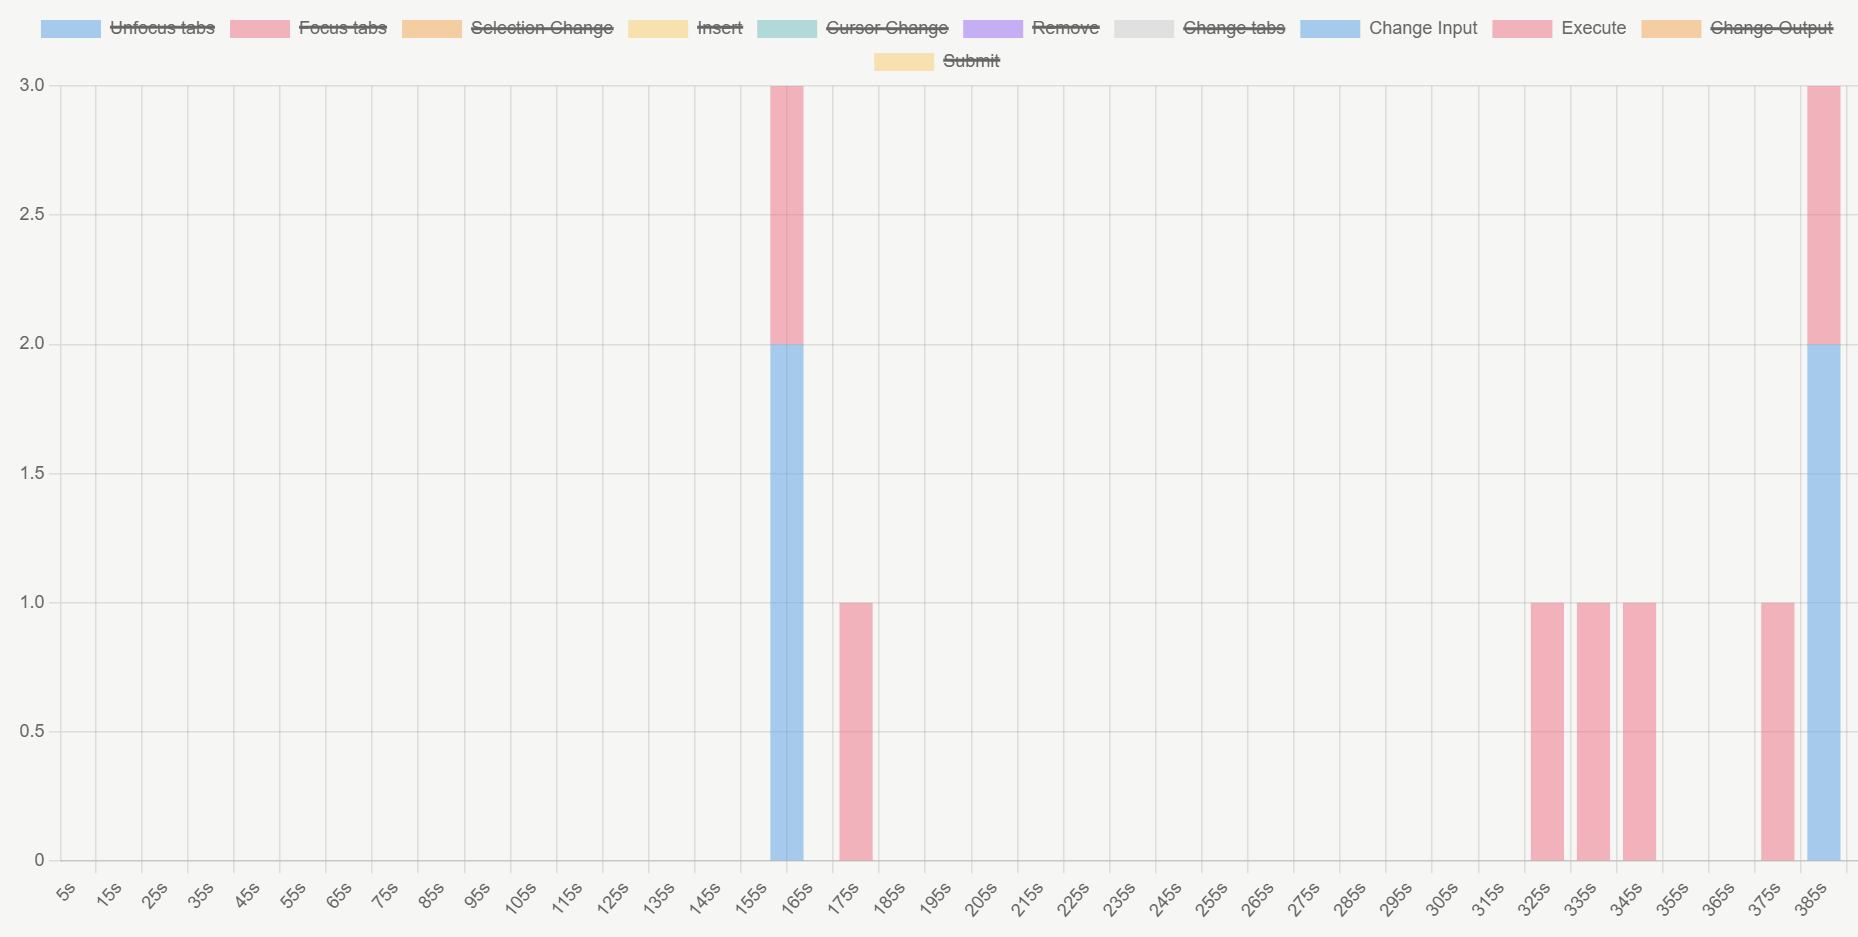 Unfocus tabs Focus tabs Selection Change Insert Cursor Change Remove Change tabs Change Input Execute Change Output
Submit
3.0
2.5
2.0
1.5
1.0
0.5
0
5s 15s 25s 35s 45s 55s 65s 75s 85s 95s 105s 115s 125s 135s 145s 155s 165s 175s 185s 195s 205s 215s 225s 235s 245s 255s 265s 275s 285s 295s 305s 315s 325s 335s 345s 355s 365s 375s 385s